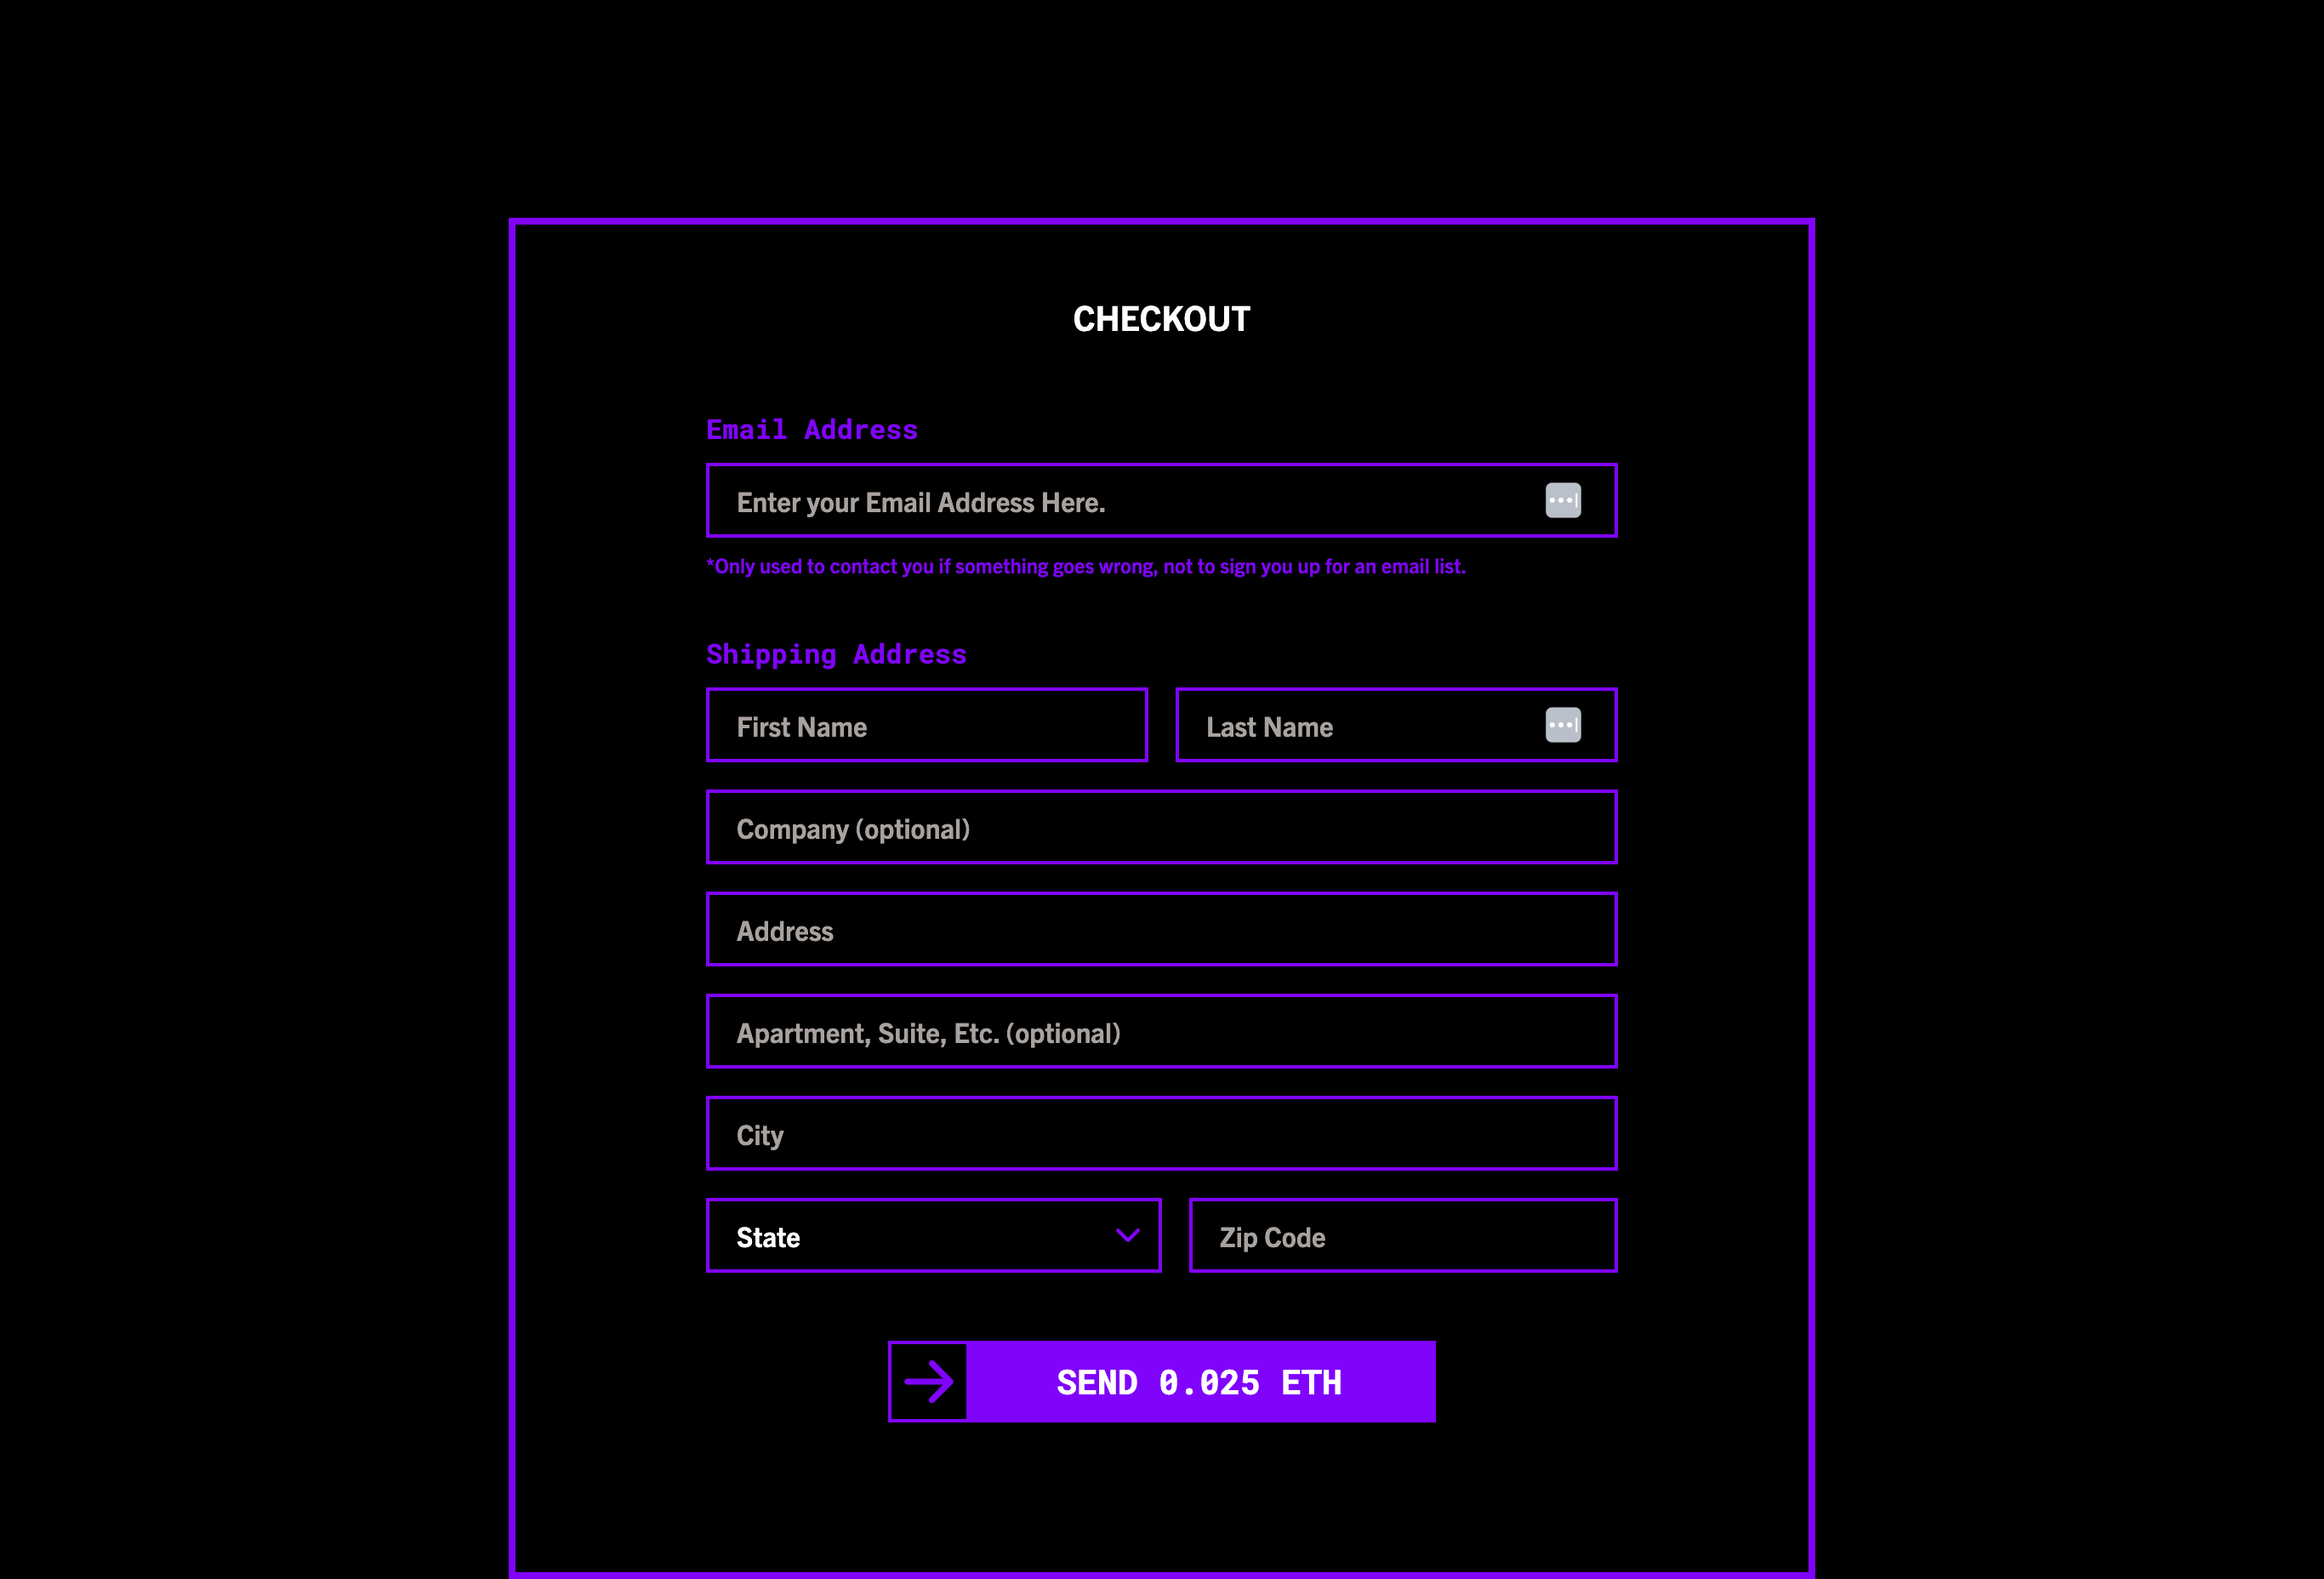 CHECKOUT
Email Address
Enter your Email Address Here.
*Only used to contact you if something goes wrong, not to sign you up for an email list.
Shipping Address
First Name
Last Name
Company (optional)
Address
Apartment, Suite, Etc. (optional)
City
State
Zip Code
SEND 0.025 ETH